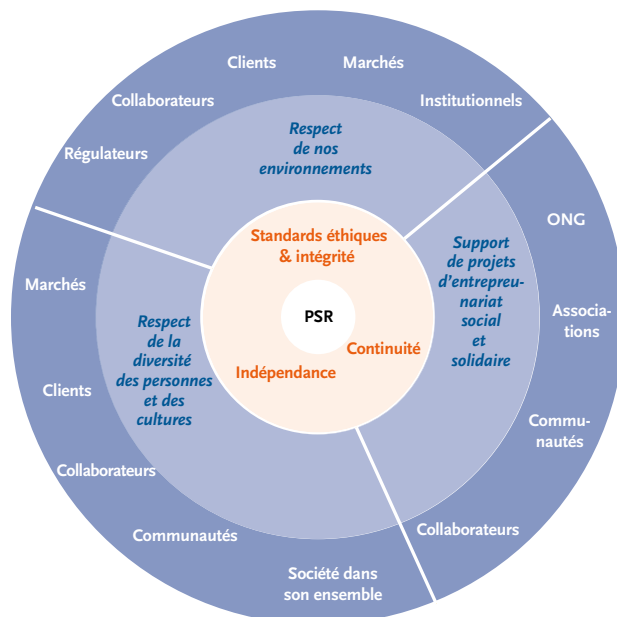 Clients
Marchés
Collaborateurs
Institutionnels
Régulateurs
Respect
de nos
environnements
ONG
Associa-
tions
Commu-
nautés
Collaborateurs
Support
de projets
d'entrepreu-
nariat
social
et
solidaire
Marchés
Clients
Collaborateurs
Communautés
Société dans
son ensemble
Respect
de la
diversité
des personnes
et des
cultures
Standards éthiques
& intégrité
PSR
Continuité
Indépendance